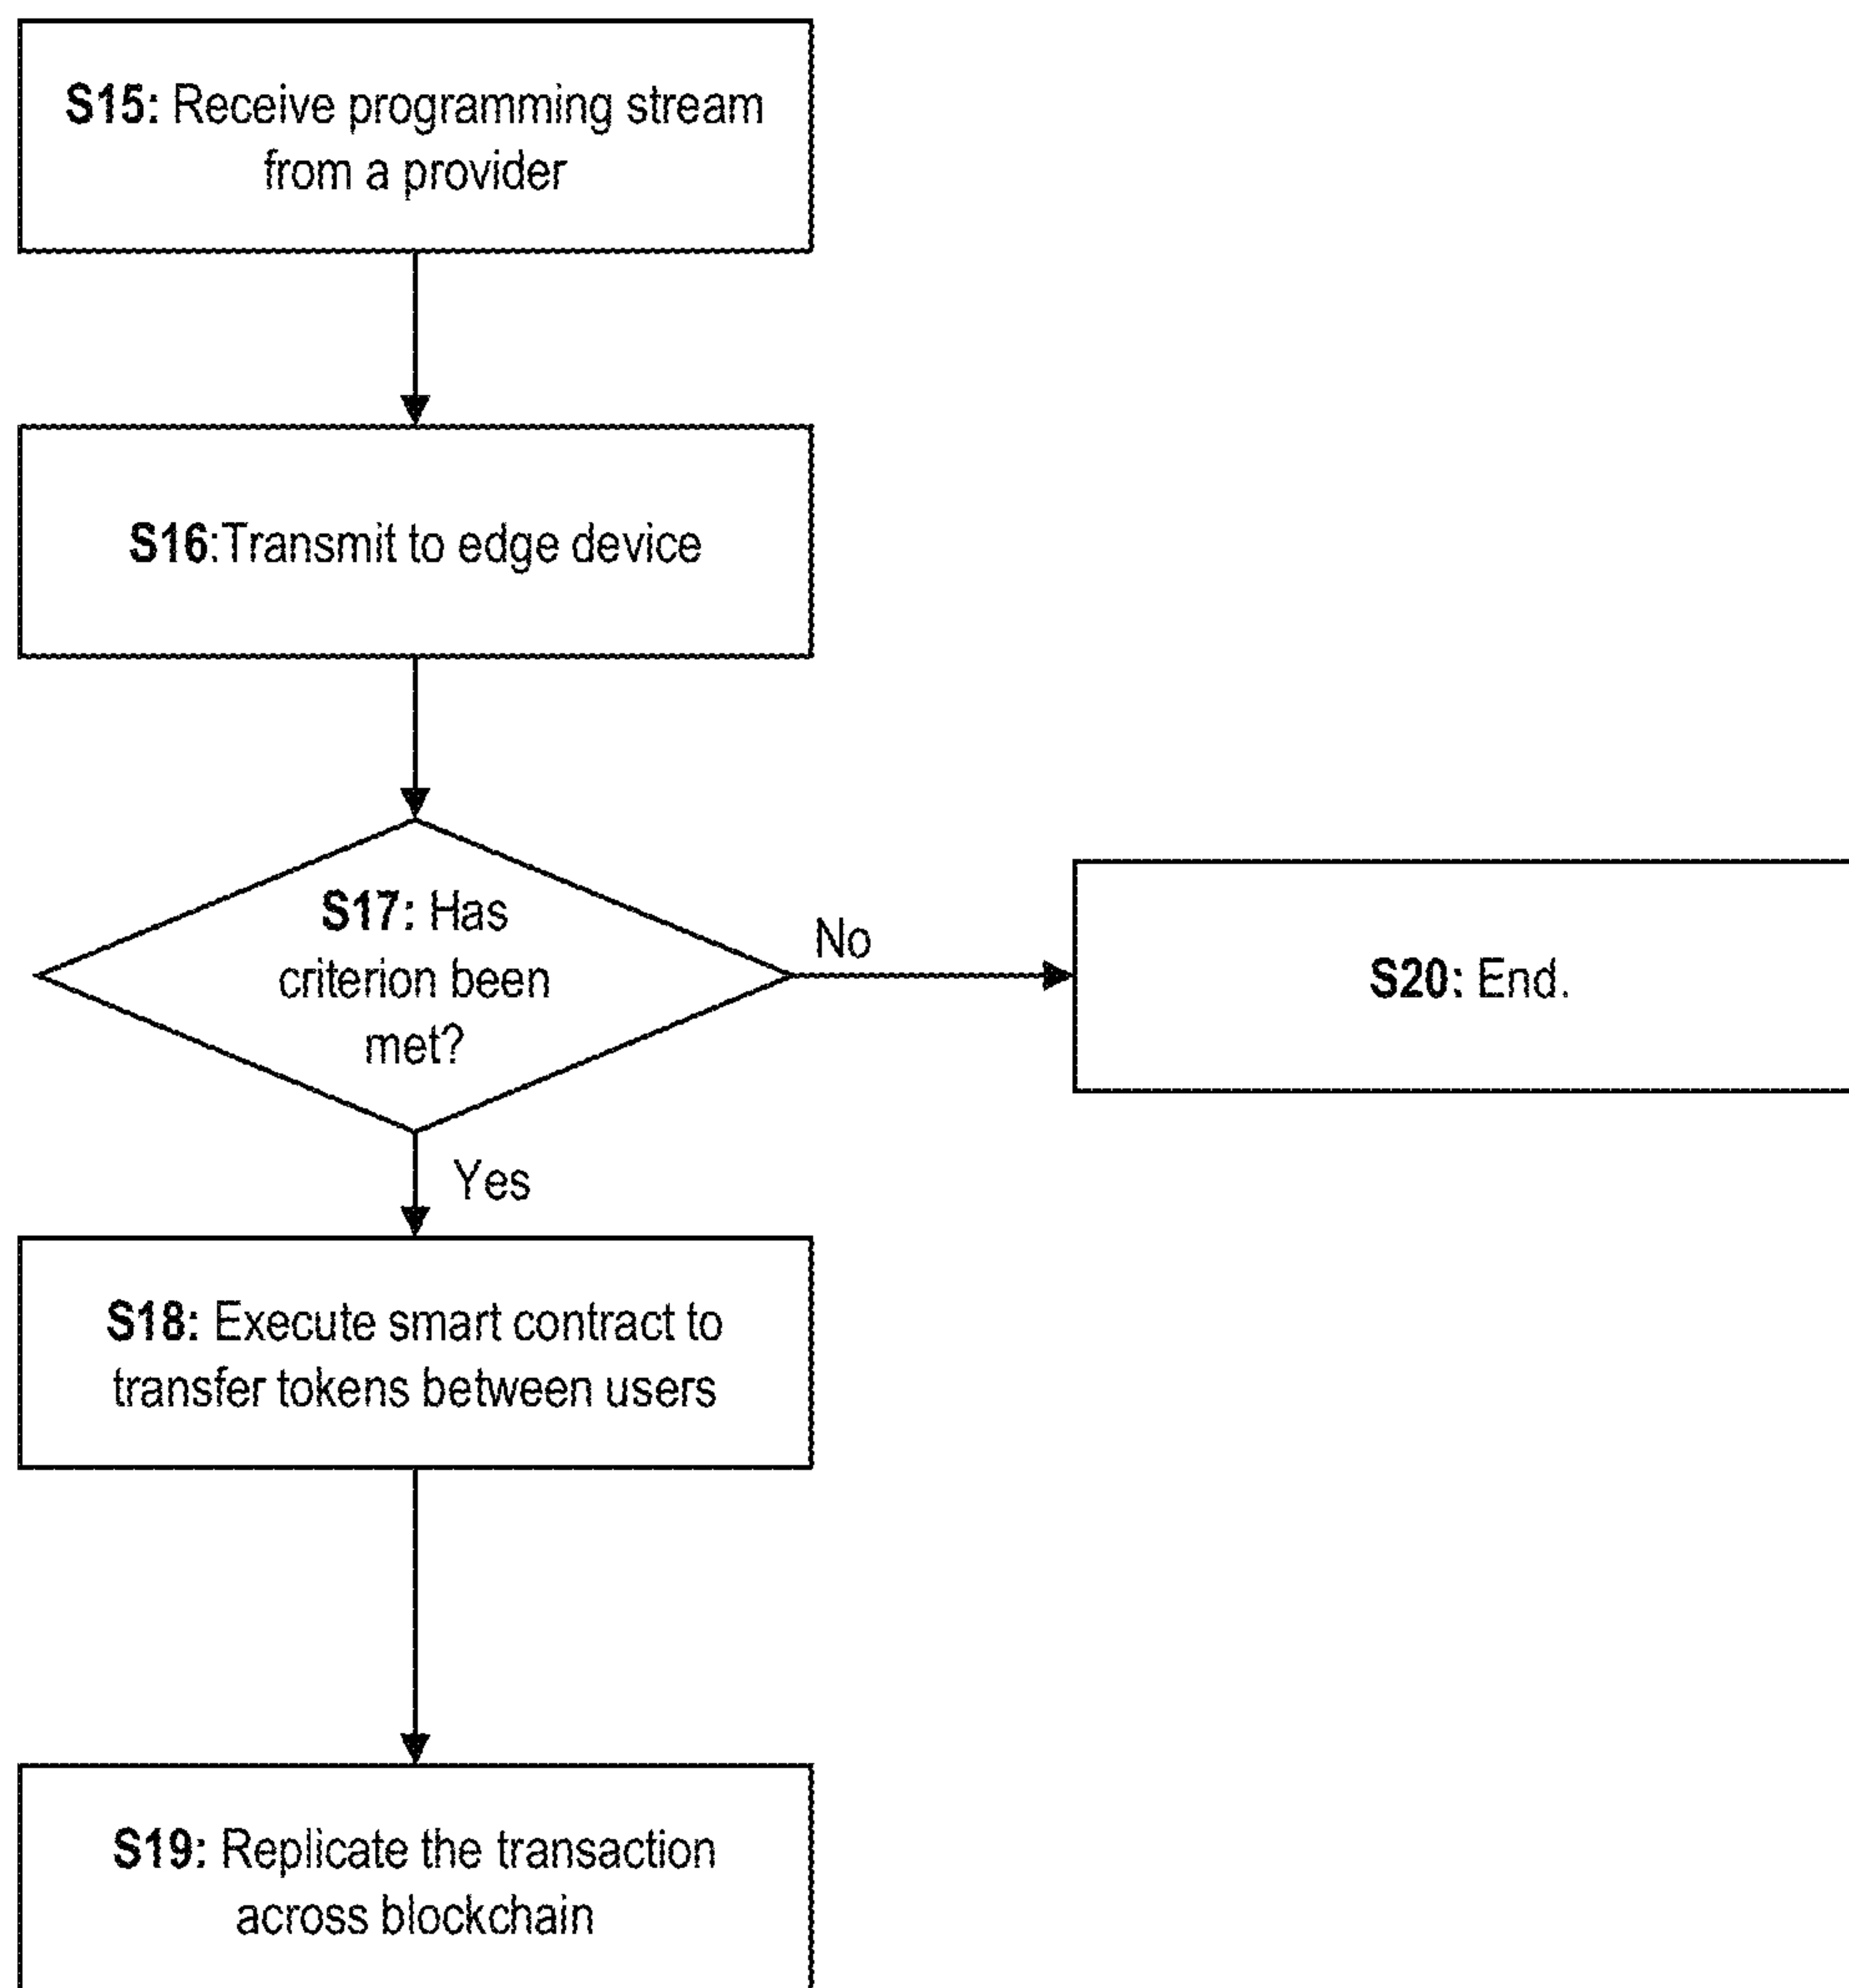 S15: Receive programming stream
from a provider
S16:Transmit to edge device
S17: Has
criterion been
met?
No
S20: End.
Yes
S18: Execute smart contract to
transfer tokens between users
S19: Replicate the transaction
across blockchain